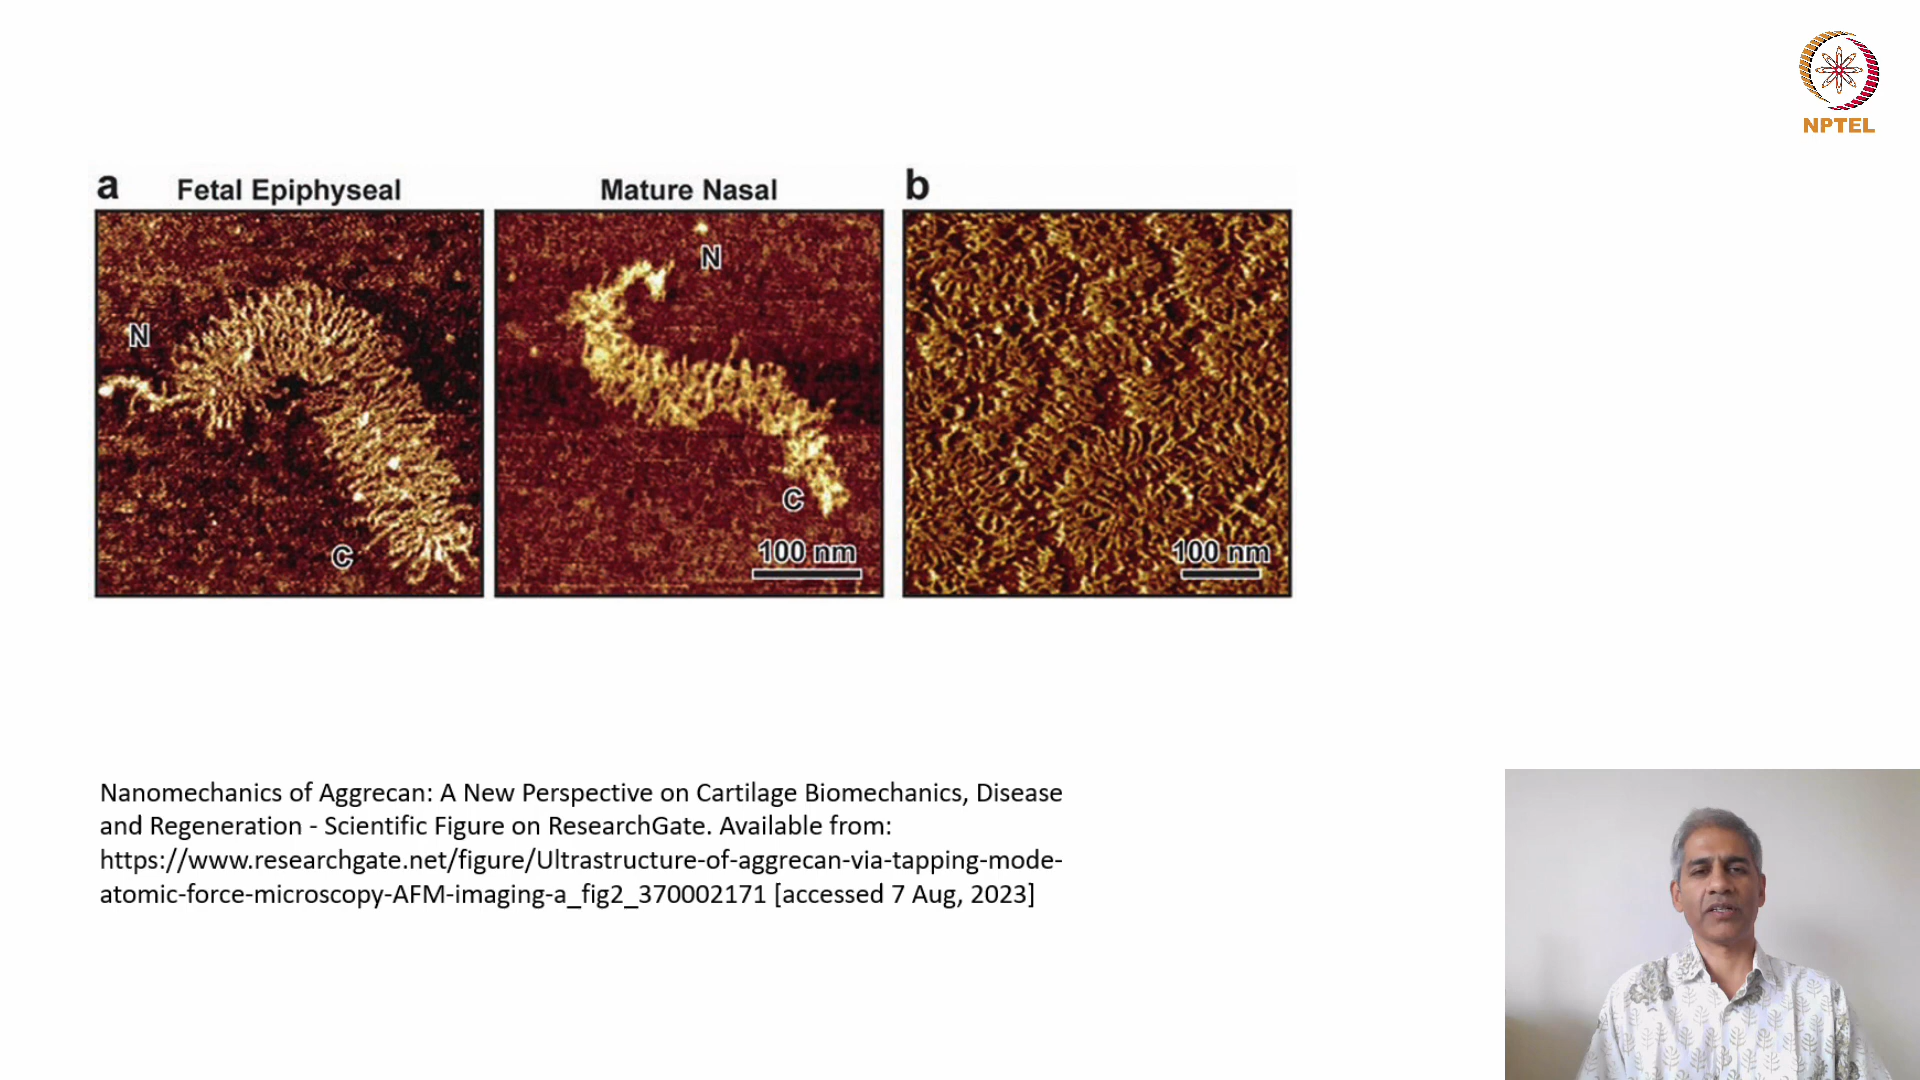 NPTEL
a Fetal Epiphyseal Mature Nasal b
N
N
C
C
100 nm
100 nm
Nanomechanics of Aggrecan: A New Perspective on Cartilage Biomechanics, Disease
and Regeneration - Scientific Figure on ResearchGate. Available from:
https://www.researchgate.net/figure/Ultrastructure-of-aggrecan-via-tapping-mode-
atomic-force-microscopy-AFM-imaging-a_fig2_370002171 [accessed 7 Aug, 2023]